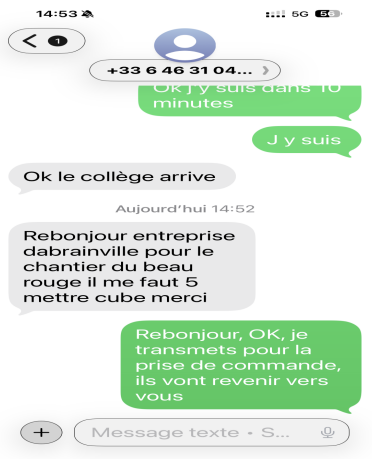 14:53
5G 56
1
+33 6 46 31 04...
Ok j y suis dans 10
minutes
J y suis
Ok le collège arrive
Aujourd'hui 14:52
Rebonjour entreprise
dabrainville pour le
chantier du beau
rouge il me faut 5
mettre cube merci
Rebonjour, OK, je
transmets pour la
prise de commande,
ils vont revenir vers
vous
Message texte • S...